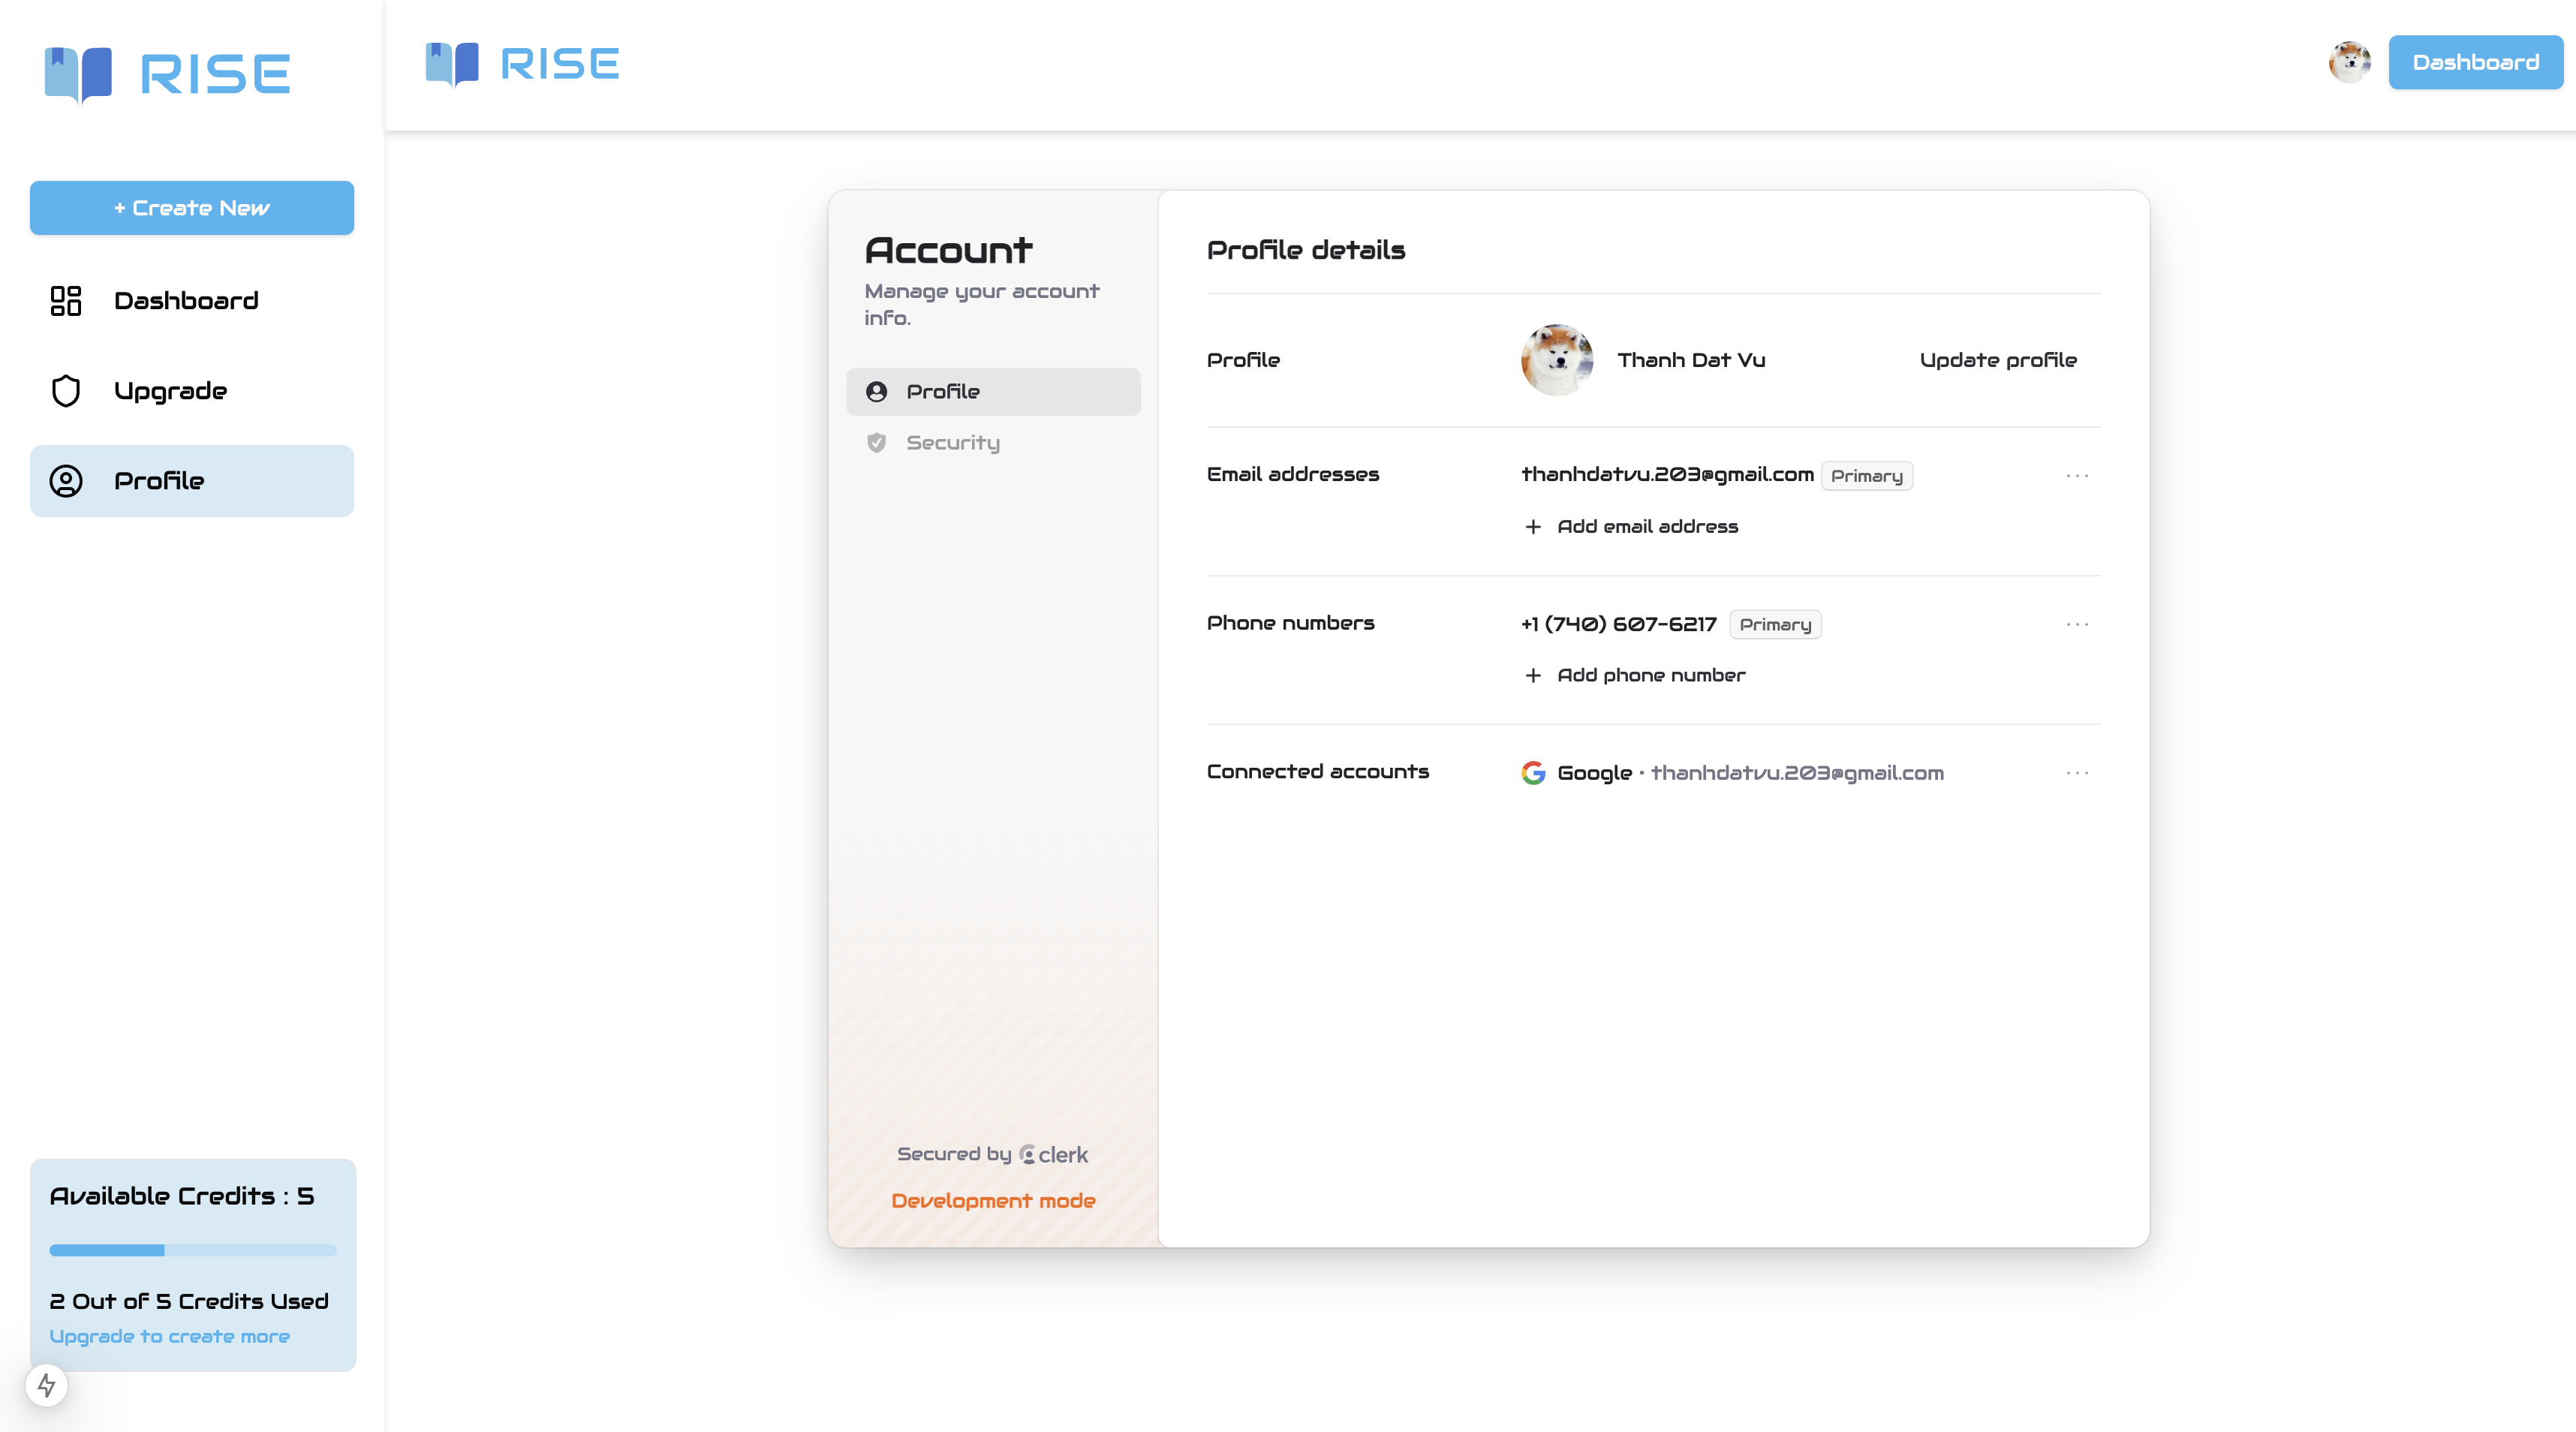 RISE
+ Create New
Dashboard
Upgrade
Profile
Available Credits : 5
2 Out of 5 Credits Used
Upgrade to create more
RISE
Dashboard
Account
Manage your account
info.
Profile
Security
Secured by clerk
Development mode
Profile details
Profile
Thanh Dat Vu
Update profile
Email addresses
thanhdatvu.203@gmail.com Primary
+ Add email address
Phone numbers
+1 (740) 607-6217 Primary
+ Add phone number
Connected accounts
Google • thanhdatvu.203@gmail.com